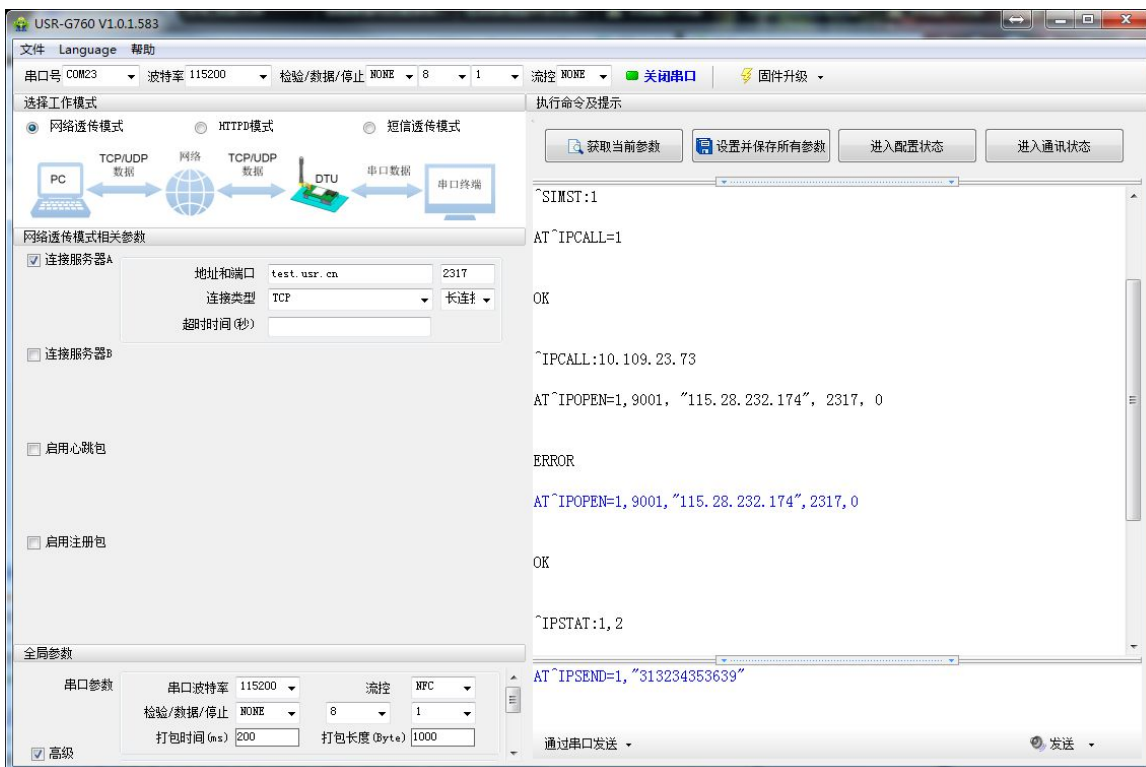 USR-G760 V1.0.1.583
文件 Language 帮助
串口号 COM23 波特率 115200 检验/数据/停止 NONE 8 1 流控 NONE 关闭串口 固件升级
选择工作模式
网络透传模式 HTTPD模式 短信透传模式
PC TCP/UDP 数据 网络 TCP/UDP 数据 DTU 串口数据 串口终端
网络透传模式相关参数
连接服务器A
地址和端口 test.usr.cn 2317
连接类型 TCP 长连
超时时间(秒)
连接服务器B
启用心跳包
启用注册包
全局参数
串口参数 串口波特率 115200 流控 NFC
检验/数据/停止 NONE 8 1
打包时间(ms) 200 打包长度(Byte) 1000
高级
执行命令及提示
获取当前参数 设置并保存所有参数 进入配置状态 进入通讯状态
^SIMST:1
AT^IPCALL=1
OK
^IPCALL:10.109.23.73
AT^IPOPEN=1,9001, "115.28.232.174", 2317, 0
ERROR
AT^IPOPEN=1,9001,"115.28.232.174",2317,0
OK
^IPSTAT:1,2
AT^IPSEND=1,"313234353639"
通过串口发送 发送